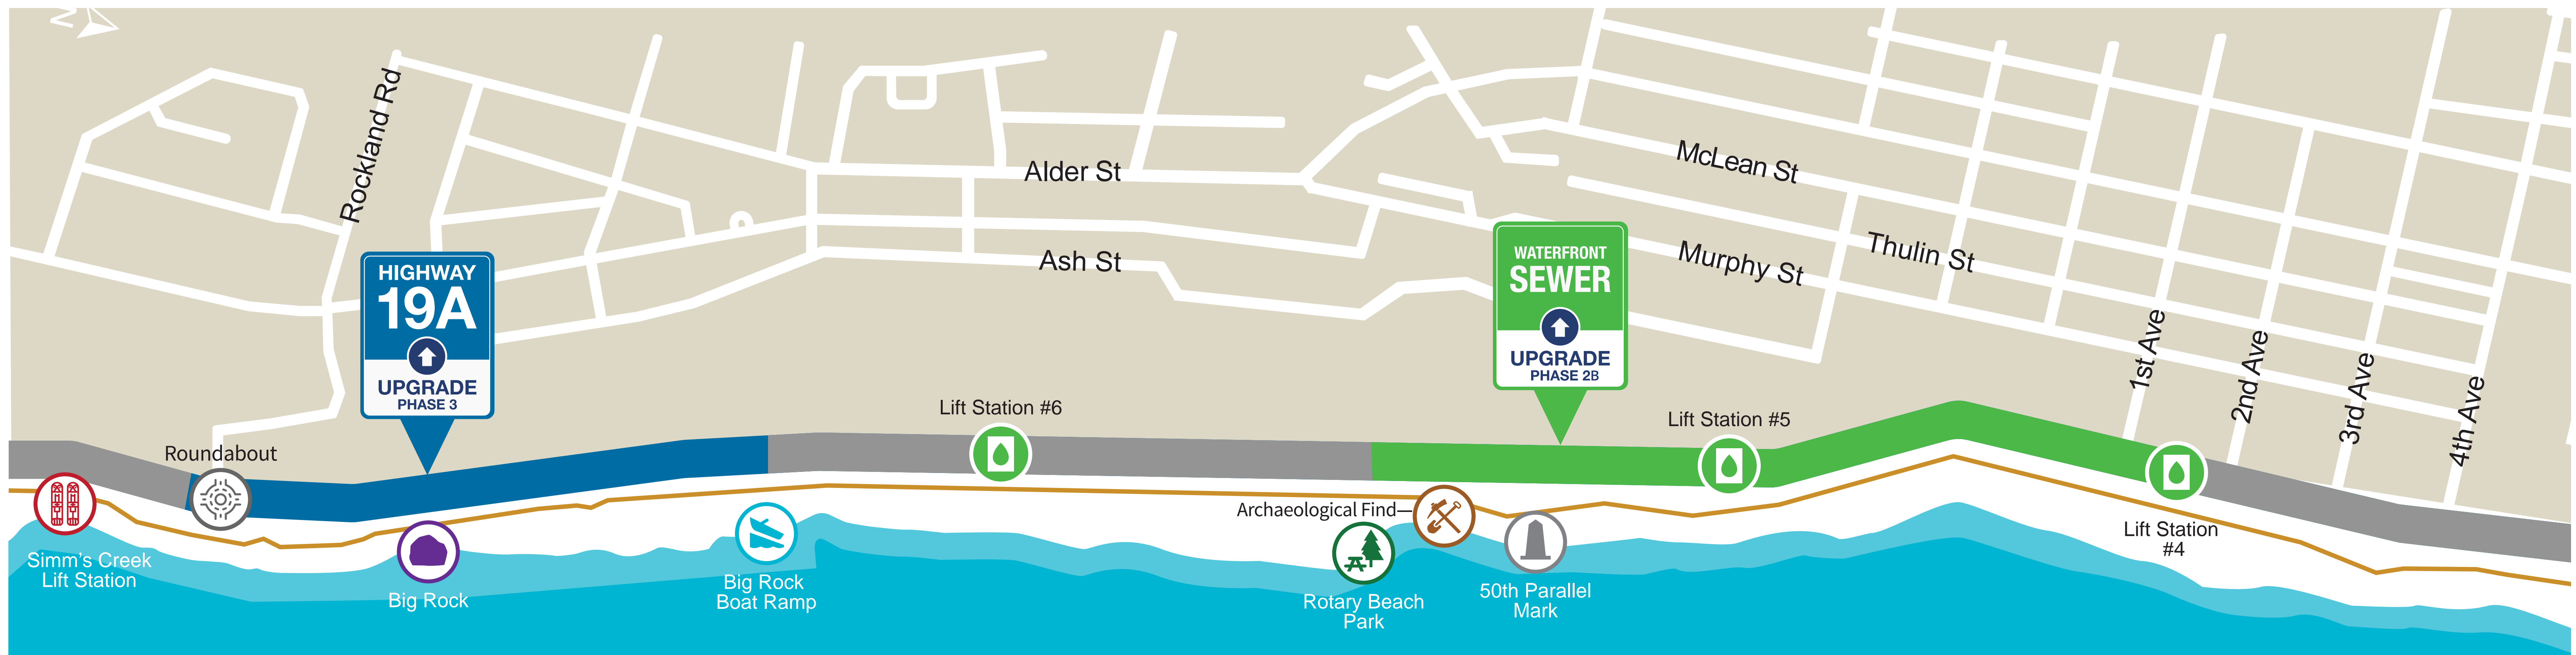 N
Rockland Rd
Alder St
Ash St
McLean St
Murphy St
Thulin St
1st Ave
2nd Ave
3rd Ave
4th Ave
HIGHWAY
19A
UPGRADE
PHASE 3
WATERFRONT
SEWER
UPGRADE
PHASE 2B
Lift Station #6
Lift Station #5
Roundabout
Archaeological Find
Lift Station
#4
Simm's Creek
Lift Station
Big Rock
Big Rock
Boat Ramp
Rotary Beach
Park
50th Parallel
Mark